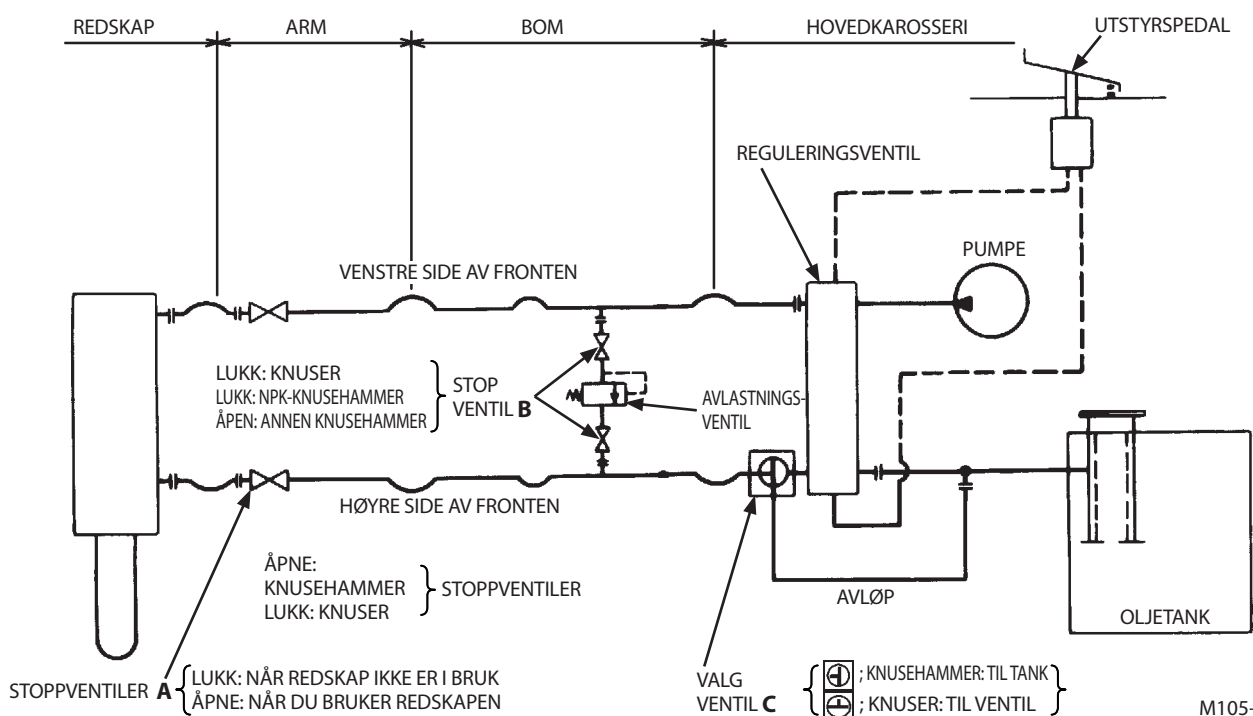 REDSKAP ARM BOM HOVEDKAROSSERI UTSTYRSPEDAL
REGULERINGSVENTIL
PUMPE
VENSTRE SIDE AV FRONTEN
LUKK: KNUSER
LUKK: NPK-KNUSEHAMMER
ÅPEN: ANNEN KNUSEHAMMER
STOP
VENTIL B
AVLASTNINGS-
VENTIL
HØYRE SIDE AV FRONTEN
ÅPNE:
KNUSEHAMMER
LUKK: KNUSER
STOPPVENTILER
AVLØP
OLJETANK
STOPPVENTILER A
LUKK: NÅR REDSKAP IKKE ER I BRUK
ÅPNE: NÅR DU BRUKER REDSKAPEN
VALG
VENTIL C
; KNUSEHAMMER: TIL TANK
; KNUSER: TIL VENTIL
M105-